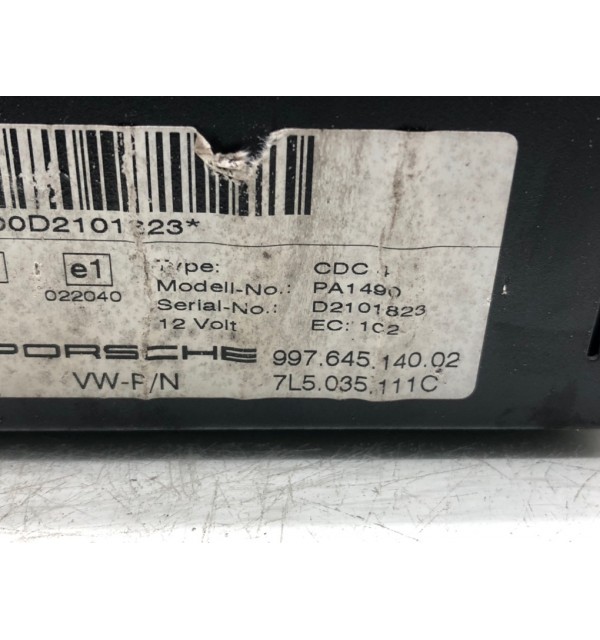 00D2101823*
e1
022040
Type: CDC 4
Modell-No.: PA1490
Serial-No.: D2101823
12 Volt EC: 102
PORSCHE 997.645.140.02
VW-P/N 7L5.035.111C